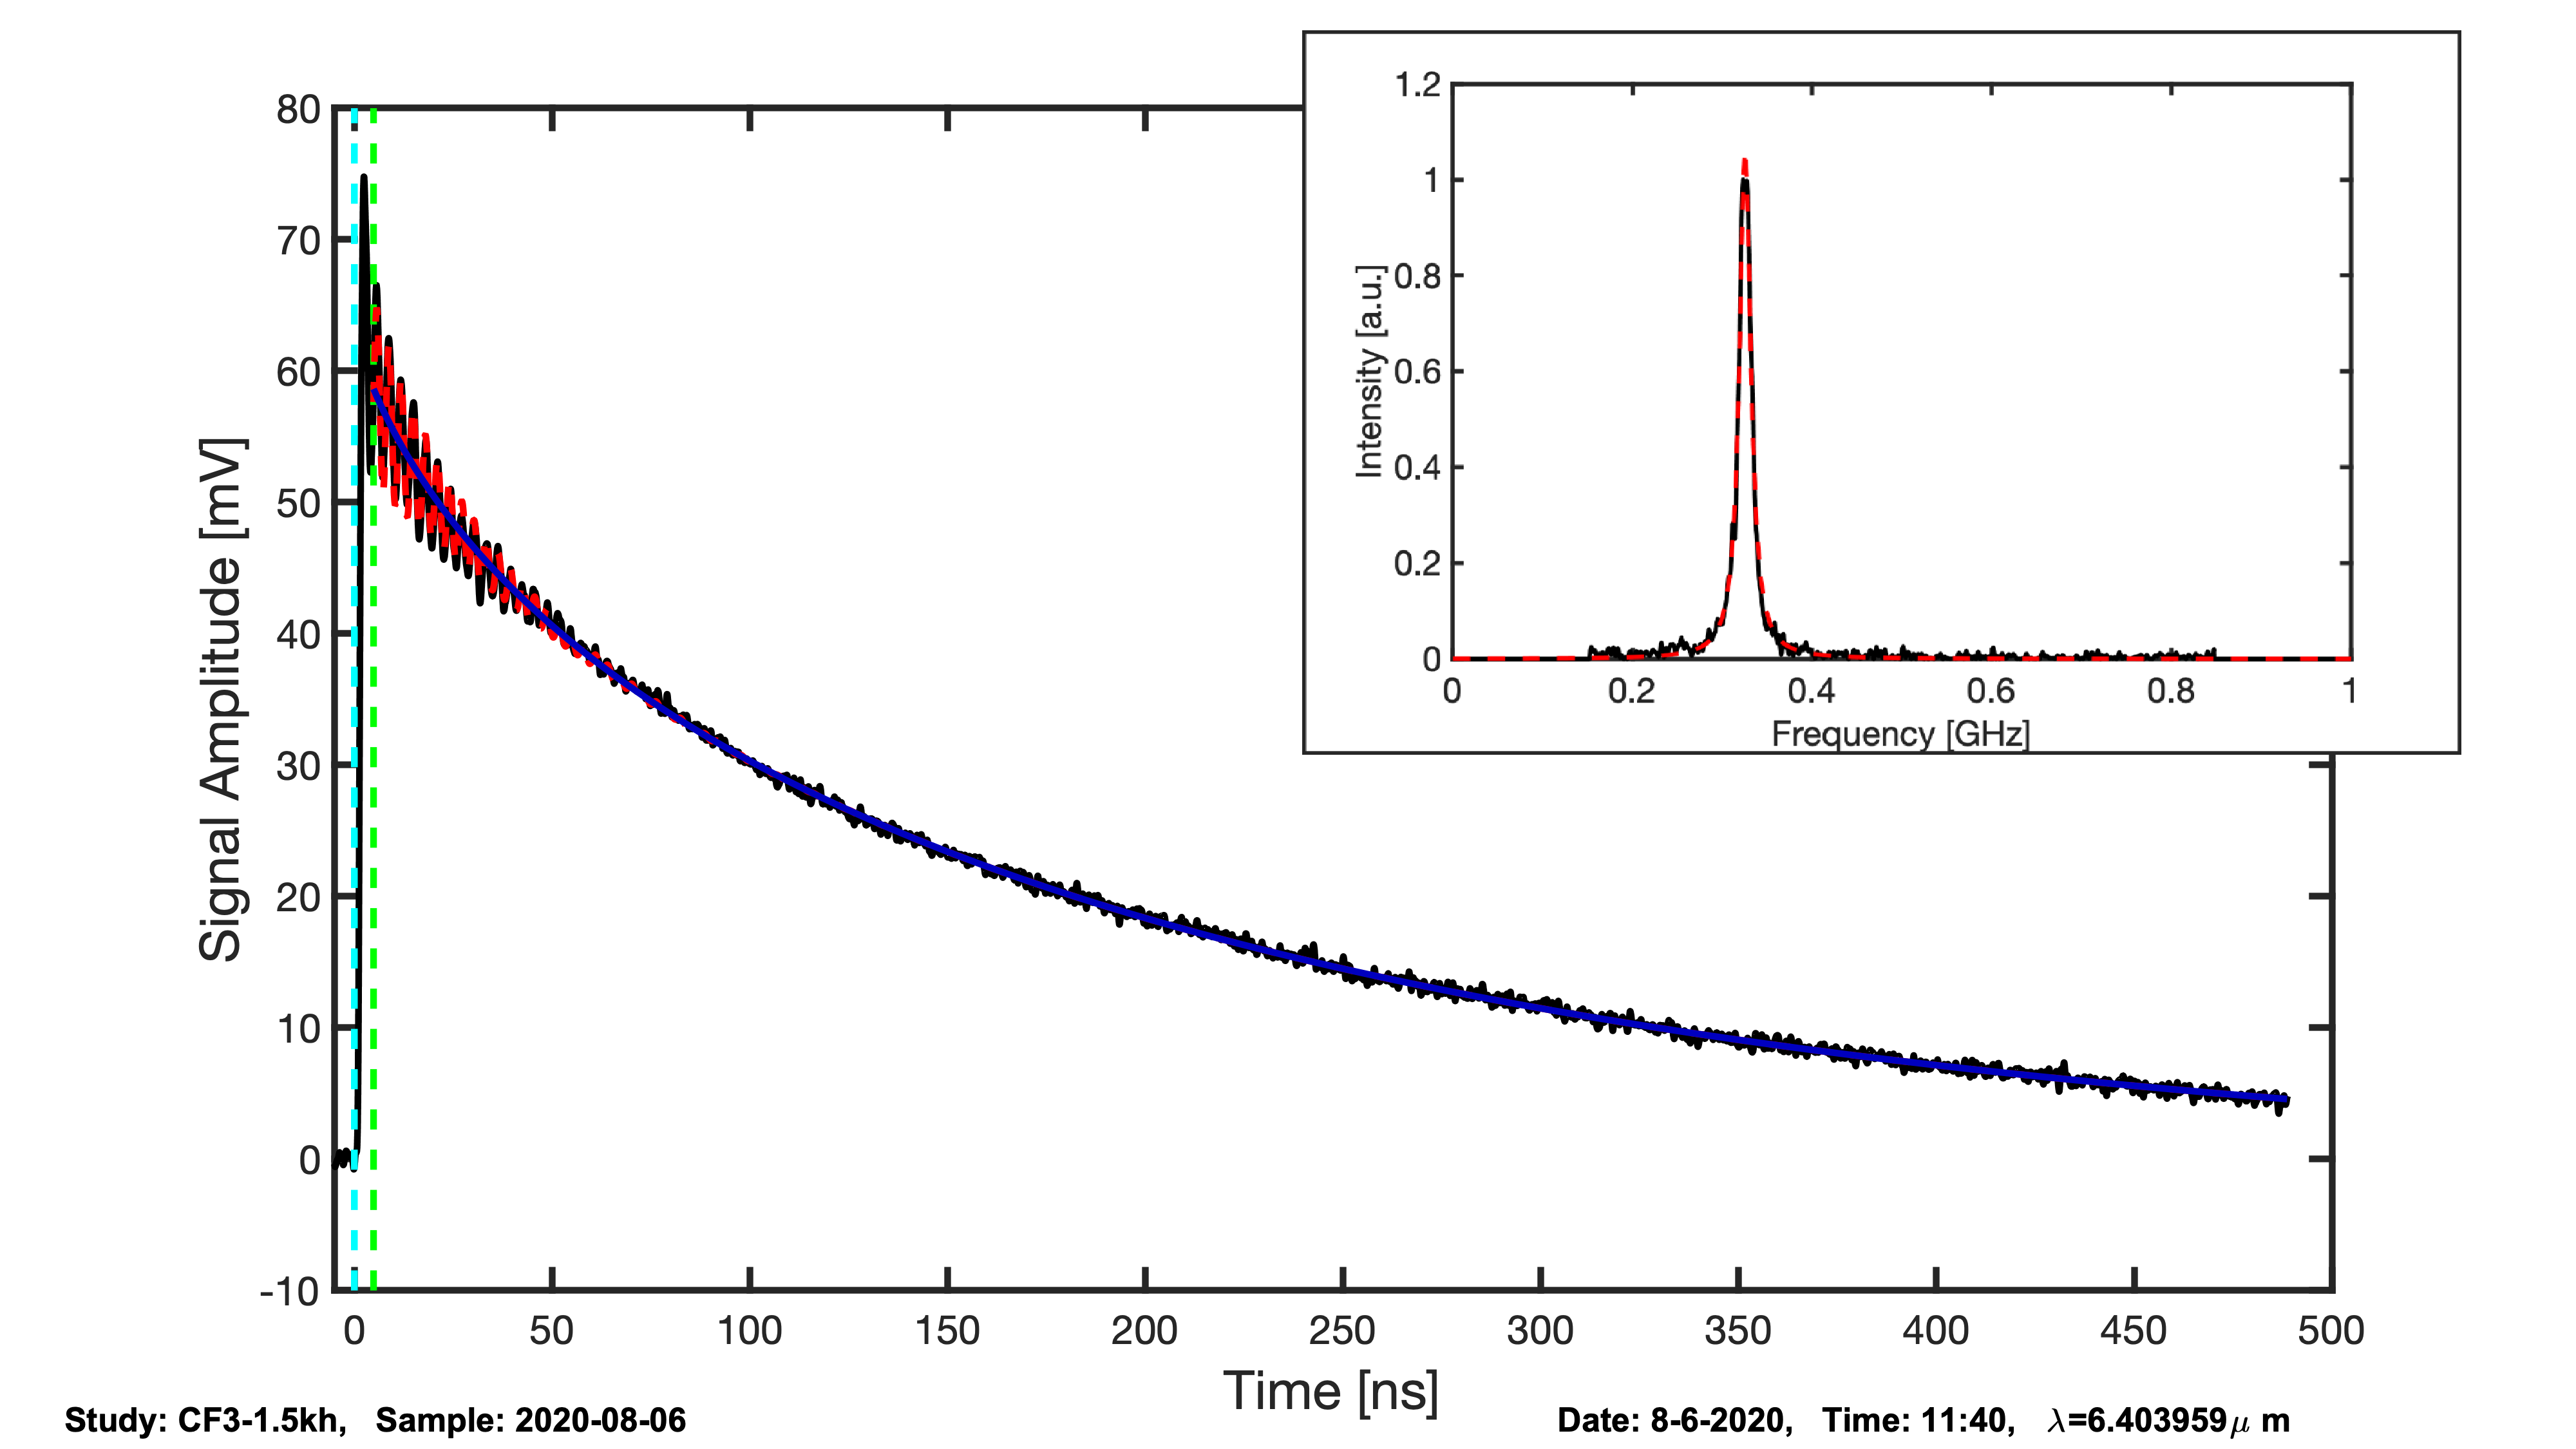 1.2
1
0.8
0.6
0.4
0.2
0
Intensity [a.u.]
0 0.2 0.4 0.6 0.8 1
Frequency [GHz]
80
70
60
50
40
30
20
10
0
-10
Signal Amplitude [mV]
0 50 100 150 200 250 300 350 400 450 500
Time [ns]
Study: CF3-1.5kh, Sample: 2020-08-06
Date: 8-6-2020, Time: 11:40, λ=6.403959μ m